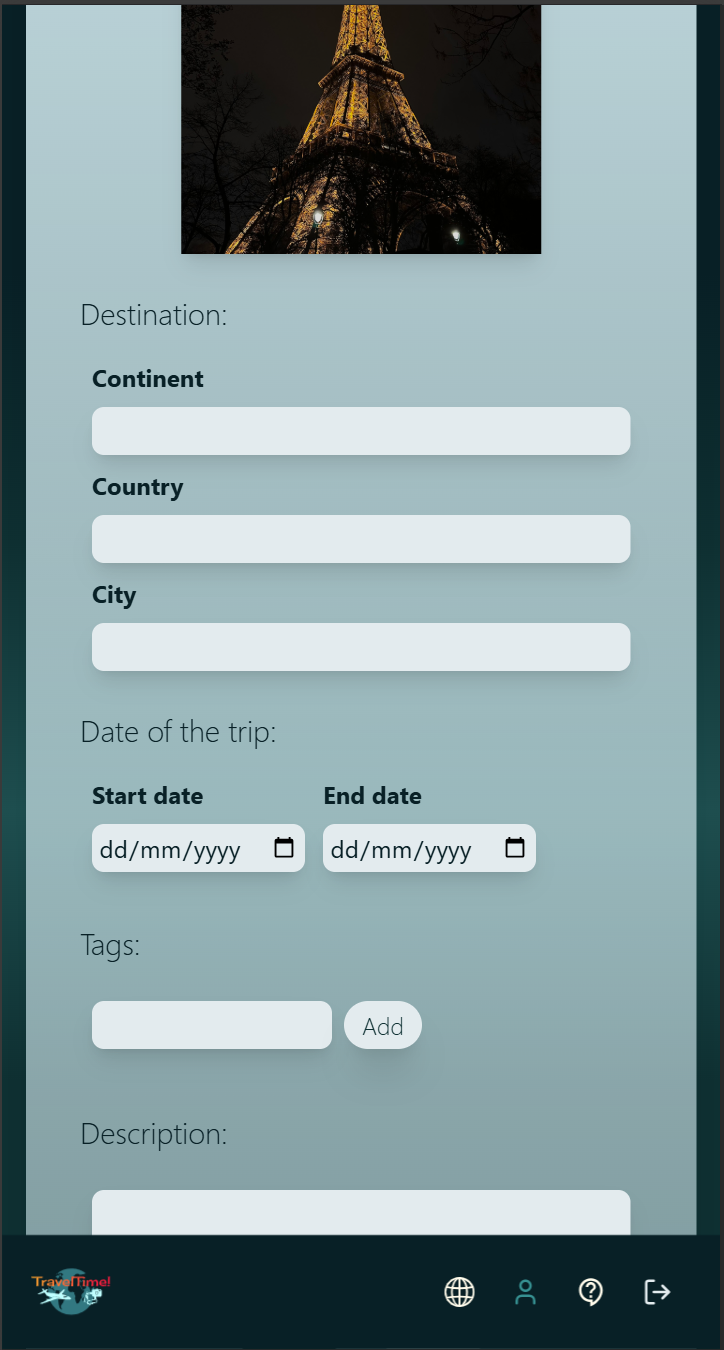 Destination:
Continent
Country
City
Date of the trip:
Start date End date
dd/mm/yyyy dd/mm/yyyy
Tags:
Add
Description:
TravelTime!